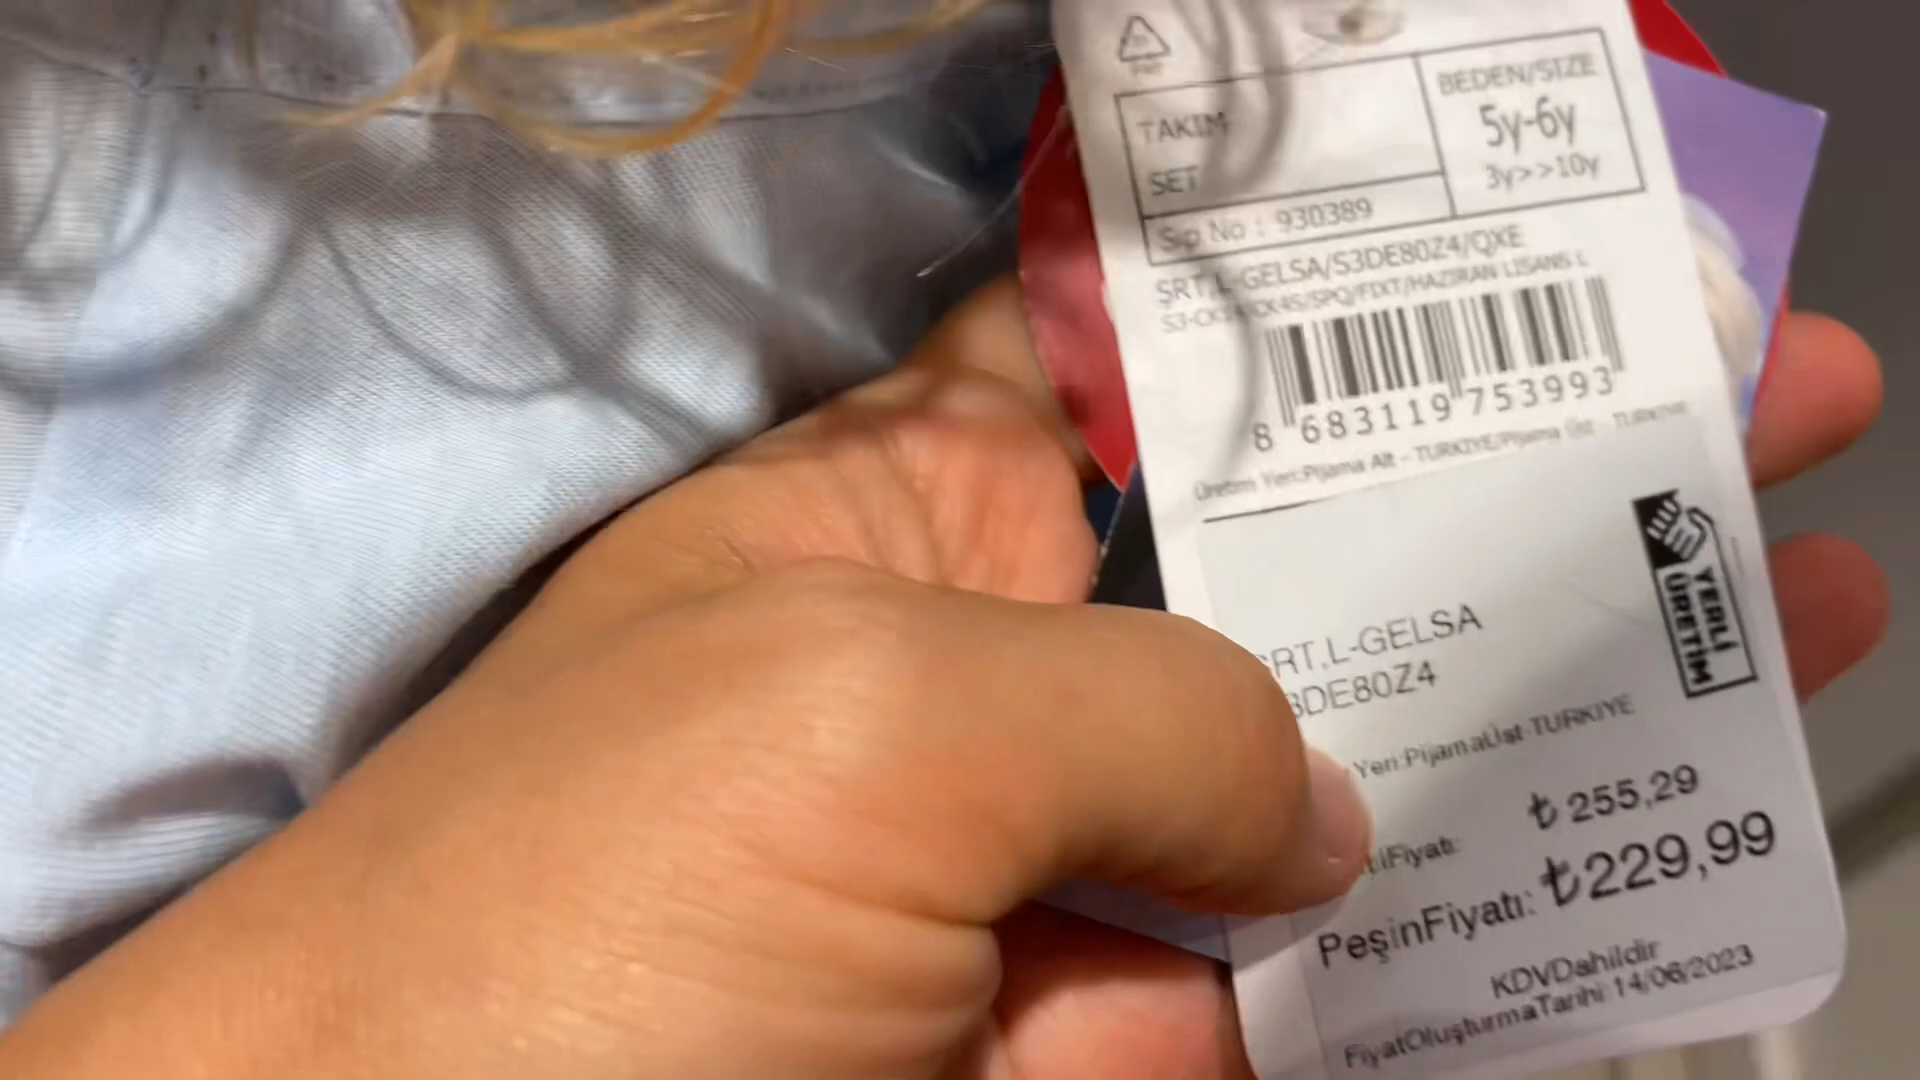 TAKIM
SET
BEDEN/SIZE
5y-6y
3y>>10y
Sip No : 930389
ŞRT,L-GELSA/S3DE80Z4/QXE
8 683119 753993
Üretim Yeri:Pijama Alt - TURKIYE/Pijama Üst - TURKIYE
YERLİ
ÜRETİM
RT,L-GELSA
3DE80Z4
Yeri:PijamaÜst-TURKIYE
₺ 255,29
Fiyatı:
PeşinFiyatı: ₺229,99
KDVDahildir
FiyatOluşturmaTarihi:14/06/2023